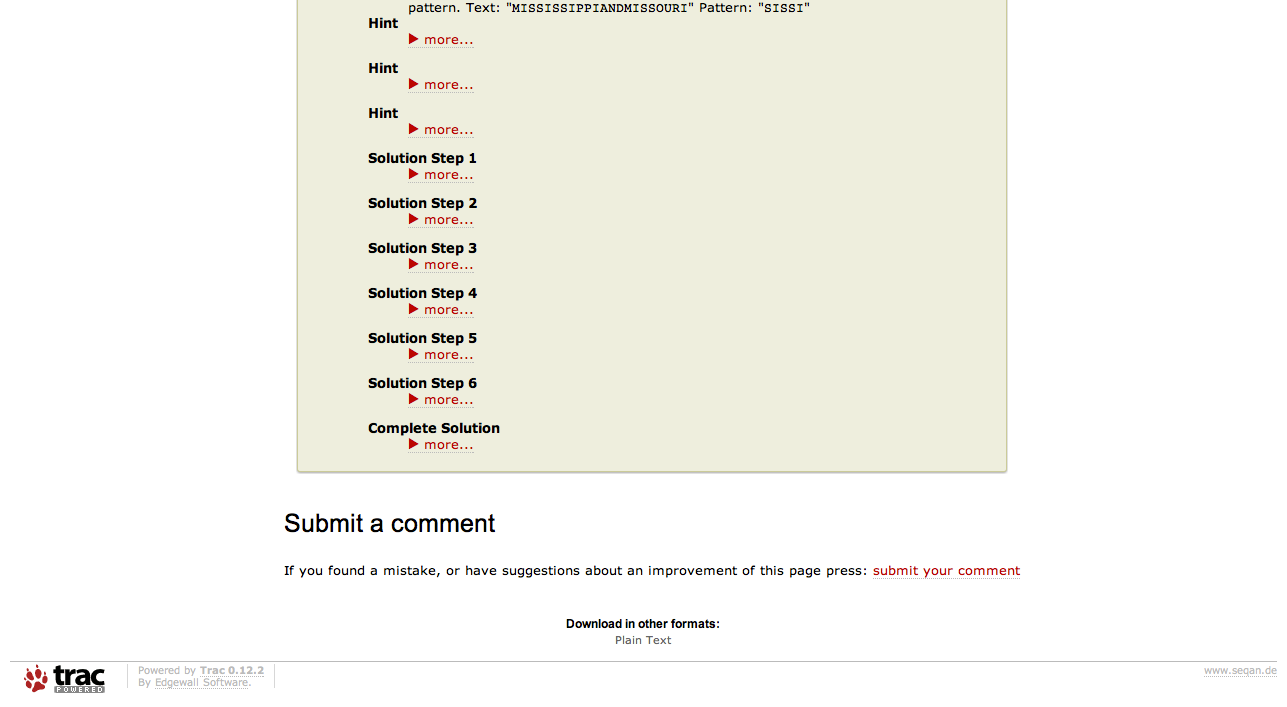 pattern. Text: "MISSISSIPPIANDMISSOURI" Pattern: "SISSI"
Hint
more...
Hint
more...
Hint
more...
Solution Step 1
more...
Solution Step 2
more...
Solution Step 3
more...
Solution Step 4
more...
Solution Step 5
more...
Solution Step 6
more...
Complete Solution
more...
Submit a comment
If you found a mistake, or have suggestions about an improvement of this page press: submit your comment
Download in other formats:
Plain Text
trac
POWERED
Powered by Trac 0.12.2
By Edgewall Software.
www.seqan.de